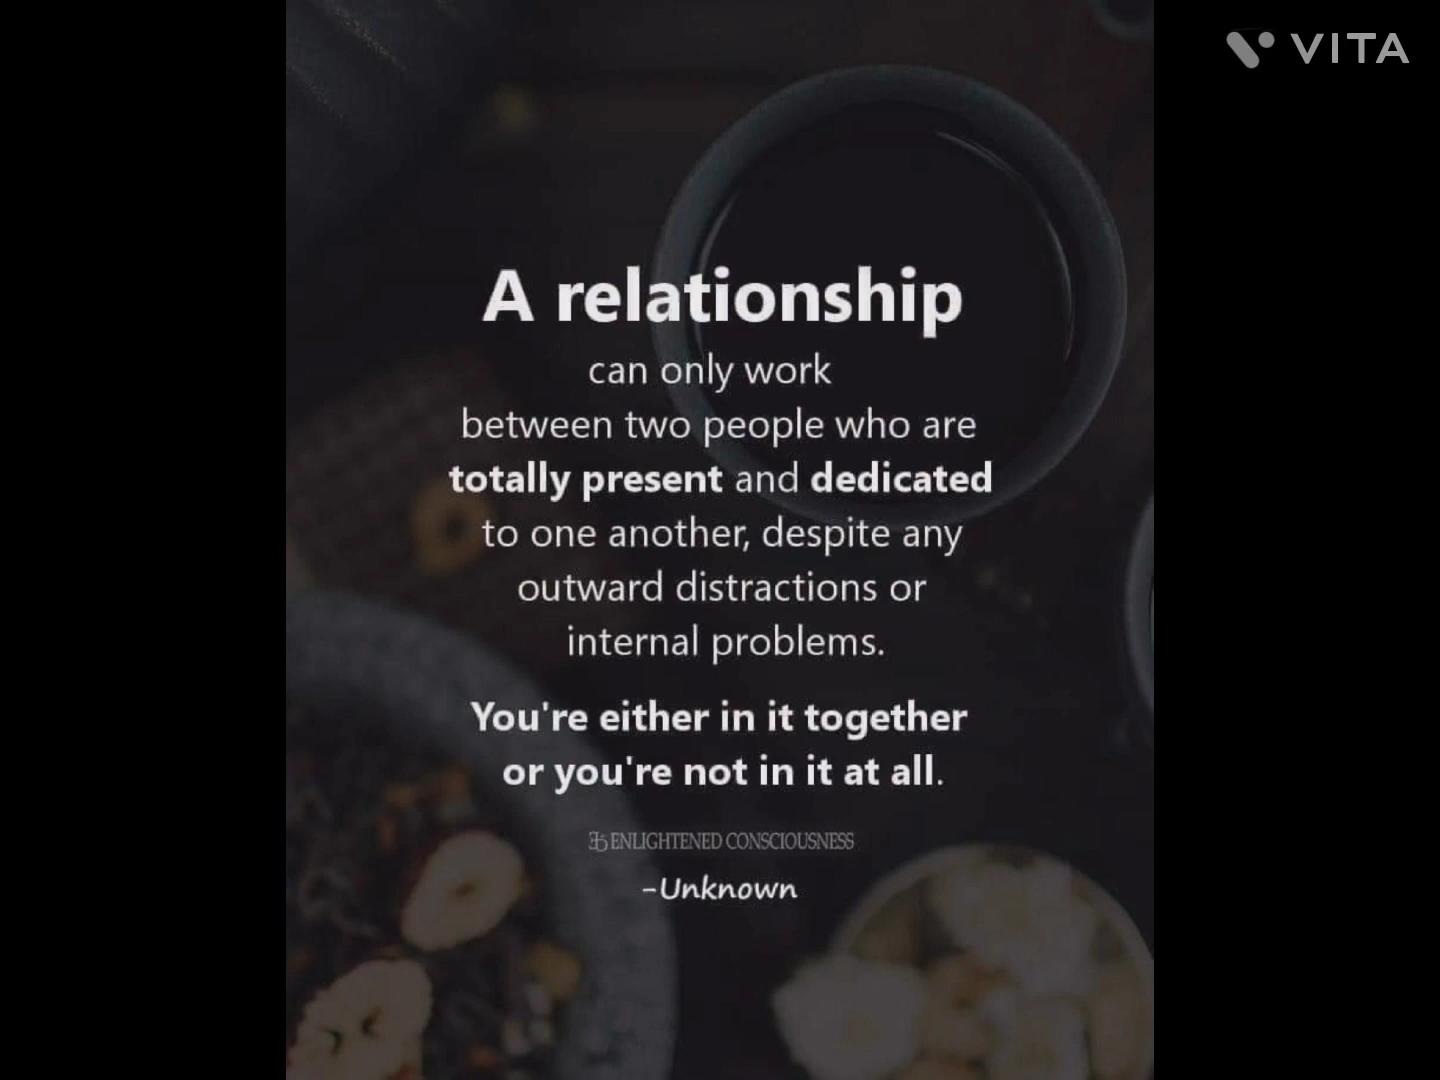 VITA
A relationship
can only work
between two people who are
totally present and dedicated
to one another, despite any
outward distractions or
internal problems.
You're either in it together
or you're not in it at all.
ENLIGHTENED CONSCIOUSNESS
-Unknown